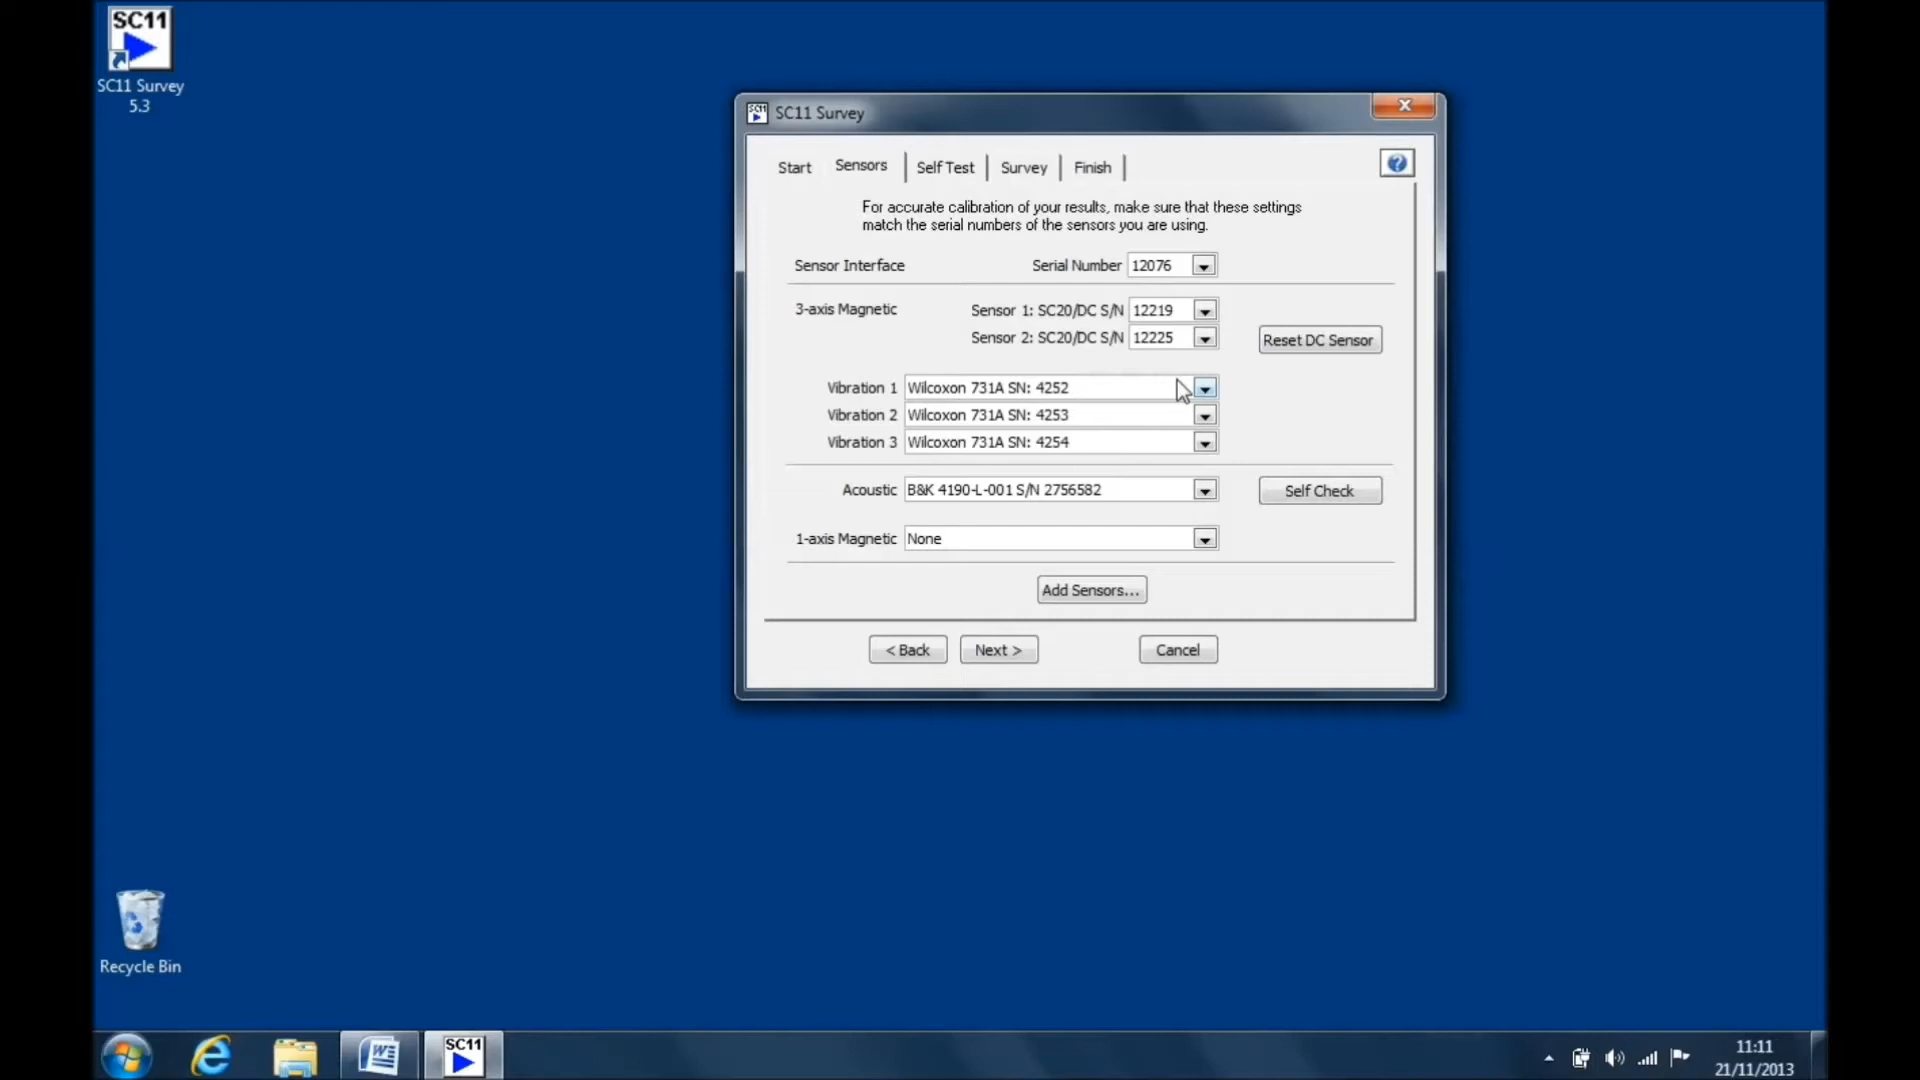 SC11
SC11 Survey
5.3
SC11 Survey
Start Sensors Self Test Survey Finish
For accurate calibration of your results, make sure that these settings
match the serial numbers of the sensors you are using.
Sensor Interface Serial Number 12076
3-axis Magnetic Sensor 1: SC20/DC S/N 12219
Sensor 2: SC20/DC S/N 12225
Reset DC Sensor
Vibration 1 Wilcoxon 731A SN: 4252
Vibration 2 Wilcoxon 731A SN: 4253
Vibration 3 Wilcoxon 731A SN: 4254
Acoustic B&K 4190-L-001 S/N 2756582 Self Check
1-axis Magnetic None
Add Sensors...
< Back Next > Cancel
Recycle Bin
SC11
11:11
21/11/2013